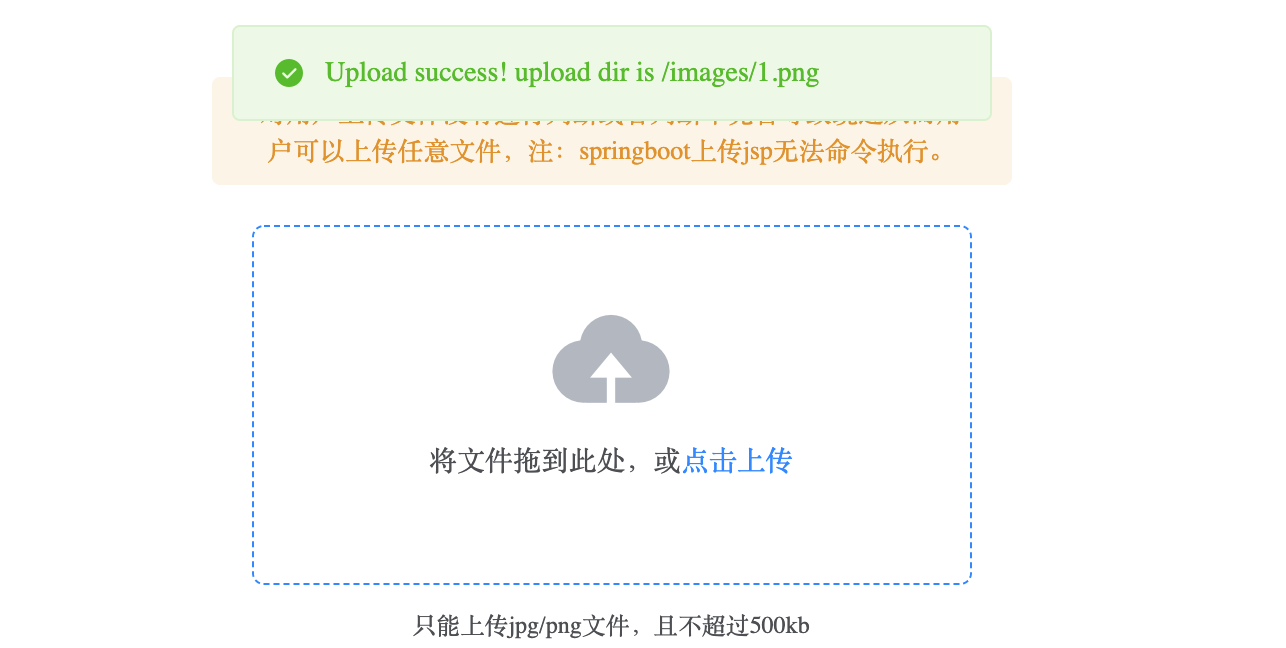 Upload success! upload dir is /images/1.png
户可以上传任意文件，注：springboot上传jsp无法命令执行。
将文件拖到此处，或点击上传
只能上传jpg/png文件，且不超过500kb